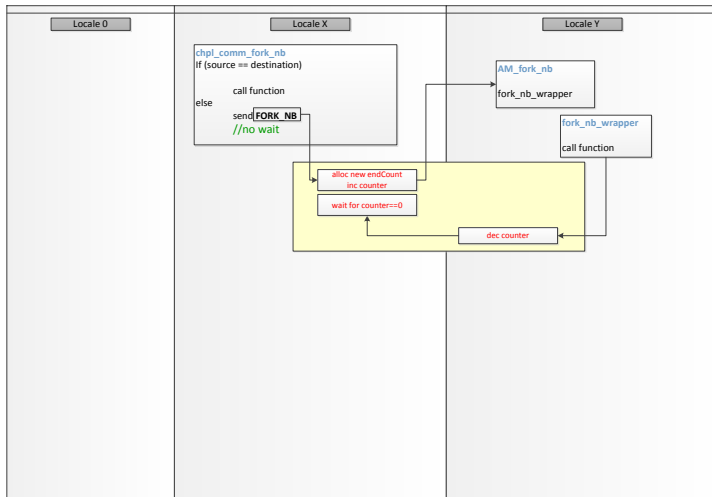 Locale 0
Locale X
Locale Y
chpl_comm_fork_nb
If (source == destination)
call function
else
send FORK_NB
//no wait
AM_fork_nb
fork_nb_wrapper
fork_nb_wrapper
call function
alloc new endCount
inc counter
wait for counter==0
dec counter